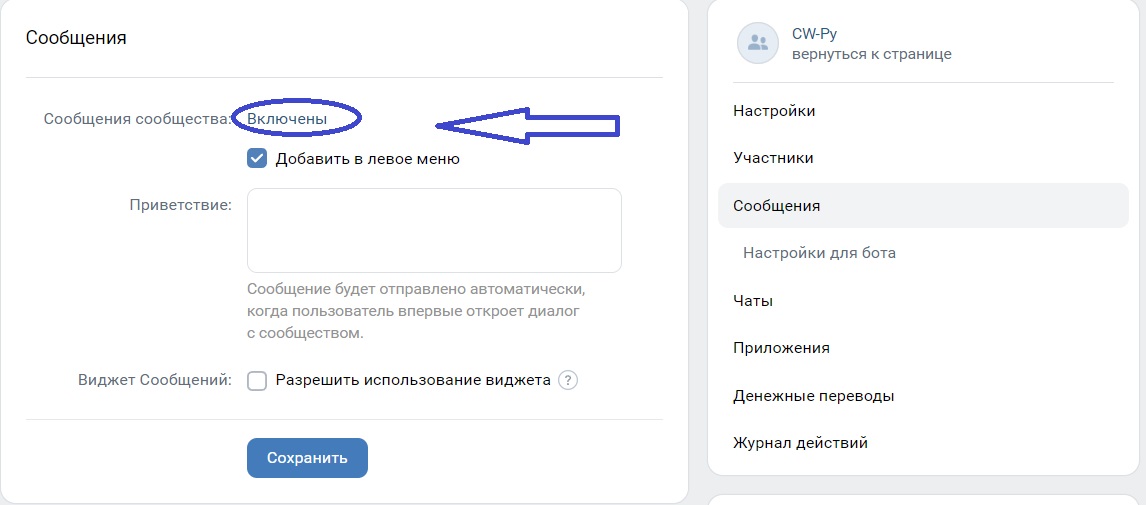 Сообщения
Сообщения сообщества: Включены
Добавить в левое меню
Приветствие:
Сообщение будет отправлено автоматически,
когда пользователь впервые откроет диалог
с сообществом.
Виджет Сообщений: Разрешить использование виджета ?
Сохранить
CW-Py
вернуться к странице
Настройки
Участники
Сообщения
Настройки для бота
Чаты
Приложения
Денежные переводы
Журнал действий